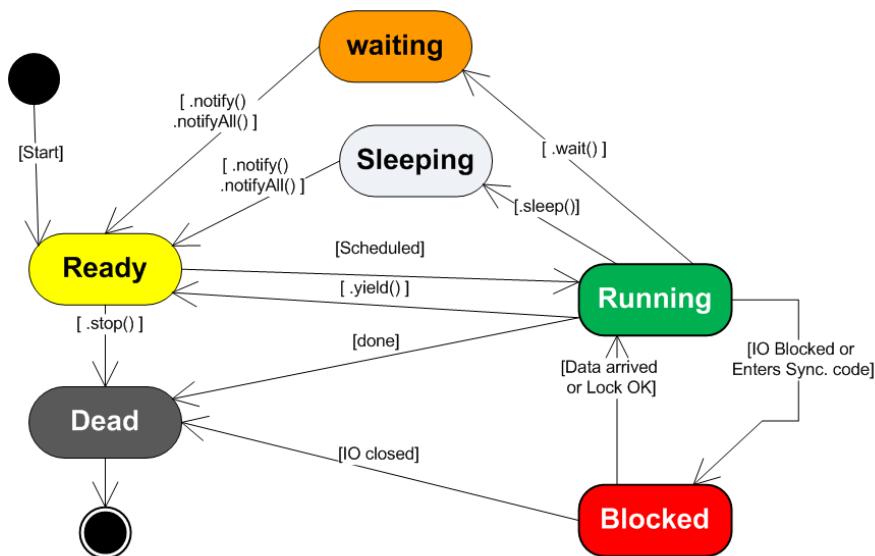 waiting
[ .notify()
.notifyAll() ]
[Start]
[ .wait() ]
Sleeping
[ .notify()
.notifyAll() ]
[.sleep()]
Ready
[Scheduled]
Running
[ .yield() ]
[ .stop() ]
[done]
[Data arrived
or Lock OK]
[IO Blocked or
Enters Sync. code]
Dead
[IO closed]
Blocked